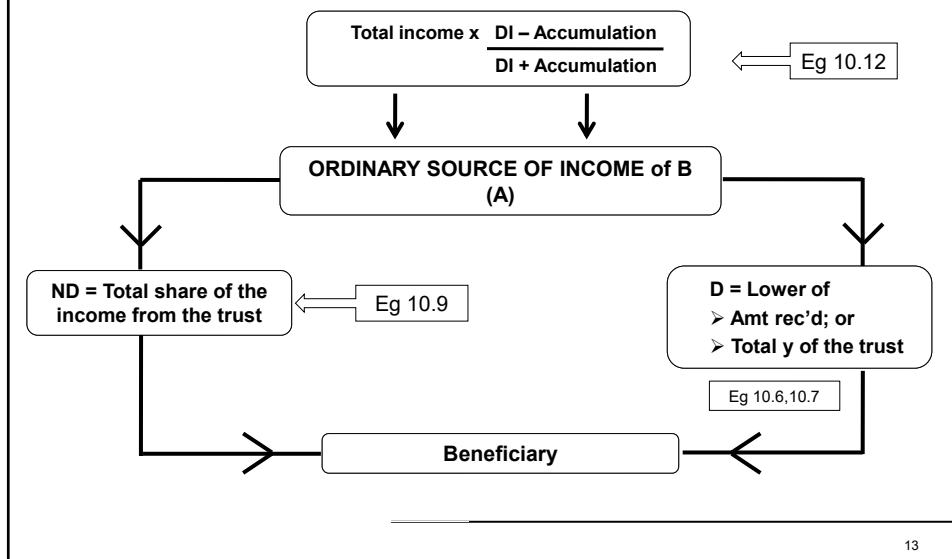 Total income x DI – Accumulation
DI + Accumulation
Eg 10.12
ORDINARY SOURCE OF INCOME of B
(A)
ND = Total share of the
income from the trust
Eg 10.9
D = Lower of
➢ Amt rec’d; or
➢ Total y of the trust
Eg 10.6,10.7
Beneficiary
13